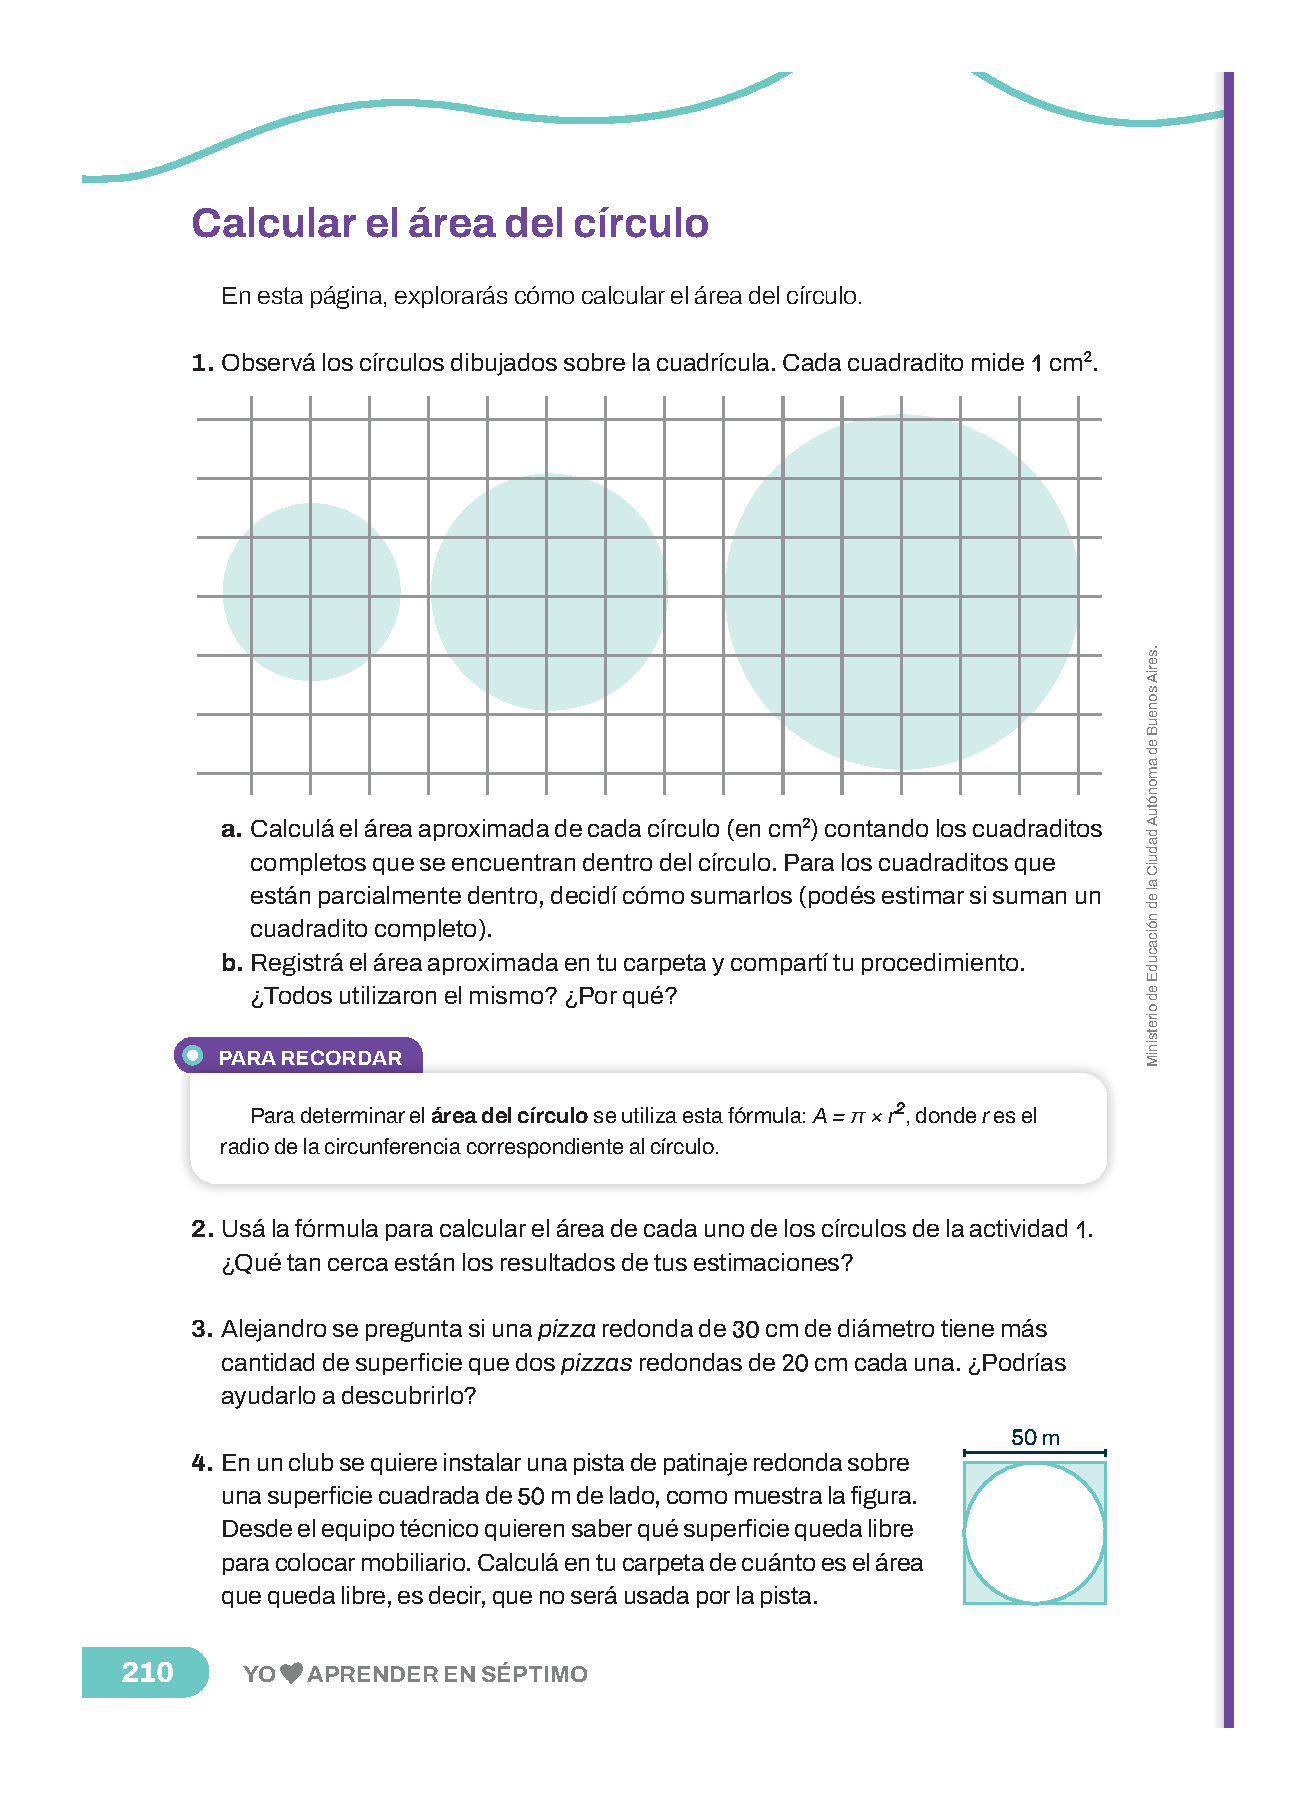 Calcular el área del círculo
En esta página, explorarás cómo calcular el área del círculo.
1. Observá los círculos dibujados sobre la cuadrícula. Cada cuadradito mide 1 cm².
a. Calculá el área aproximada de cada círculo (en cm²) contando los cuadraditos
completos que se encuentran dentro del círculo. Para los cuadraditos que
están parcialmente dentro, decidí cómo sumarlos (podés estimar si suman un
cuadradito completo).
b. Registrá el área aproximada en tu carpeta y compartí tu procedimiento.
¿Todos utilizaron el mismo? ¿Por qué?
PARA RECORDAR
Para determinar el área del círculo se utiliza esta fórmula: A = π × r², donde r es el
radio de la circunferencia correspondiente al círculo.
2. Usá la fórmula para calcular el área de cada uno de los círculos de la actividad 1.
¿Qué tan cerca están los resultados de tus estimaciones?
3. Alejandro se pregunta si una pizza redonda de 30 cm de diámetro tiene más
cantidad de superficie que dos pizzas redondas de 20 cm cada una. ¿Podrías
ayudarlo a descubrirlo?
4. En un club se quiere instalar una pista de patinaje redonda sobre
una superficie cuadrada de 50 m de lado, como muestra la figura.
Desde el equipo técnico quieren saber qué superficie queda libre
para colocar mobiliario. Calculá en tu carpeta de cuánto es el área
que queda libre, es decir, que no será usada por la pista.
50 m
Ministerio de Educación de la Ciudad Autónoma de Buenos Aires.
210
YO APRENDER EN SÉPTIMO